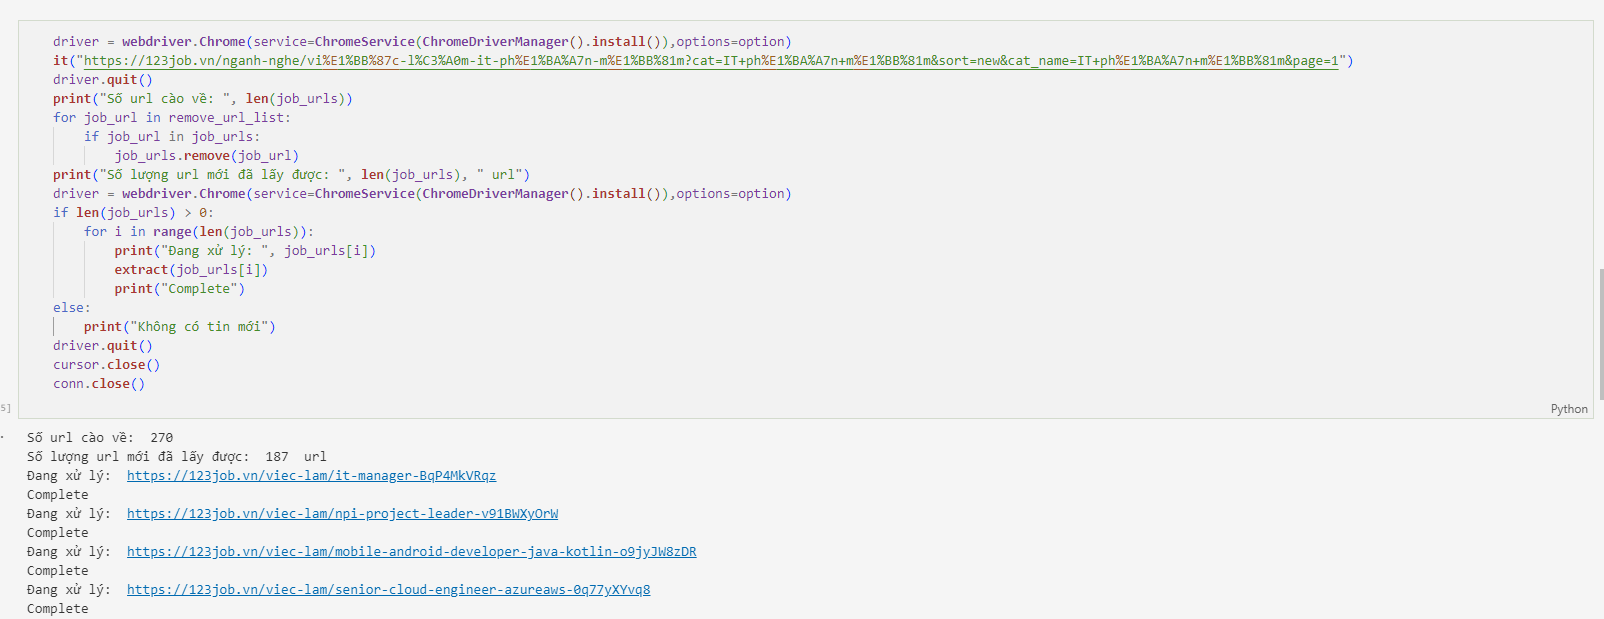 driver = webdriver.Chrome(service=ChromeService(ChromeDriverManager().install()),options=option)
it("https://123job.vn/nganh-nghe/vi%E1%BB%87c-l%C3%A0m-it-ph%E1%BA%A7n-m%E1%BB%81m?cat=IT+ph%E1%BA%A7n+m%E1%BB%81m&sort=new&cat_name=IT+ph%E1%BA%A7n+m%E1%BB%81m&page=1")
driver.quit()
print("Số url cào về: ", len(job_urls))
for job_url in remove_url_list:
    if job_url in job_urls:
        job_urls.remove(job_url)
print("Số lượng url mới đã lấy được: ", len(job_urls), " url")
driver = webdriver.Chrome(service=ChromeService(ChromeDriverManager().install()),options=option)
if len(job_urls) > 0:
    for i in range(len(job_urls)):
        print("Đang xử lý: ", job_urls[i])
        extract(job_urls[i])
        print("Complete")
else:
    print("Không có tin mới")
driver.quit()
cursor.close()
conn.close()
5]
Python
Số url cào về:  270
Số lượng url mới đã lấy được:  187  url
Đang xử lý:  https://123job.vn/viec-lam/it-manager-BqP4MkVRqz
Complete
Đang xử lý:  https://123job.vn/viec-lam/npi-project-leader-v91BWXyOrW
Complete
Đang xử lý:  https://123job.vn/viec-lam/mobile-android-developer-java-kotlin-o9jyJW8zDR
Complete
Đang xử lý:  https://123job.vn/viec-lam/senior-cloud-engineer-azureaws-0q77yXYvq8
Complete